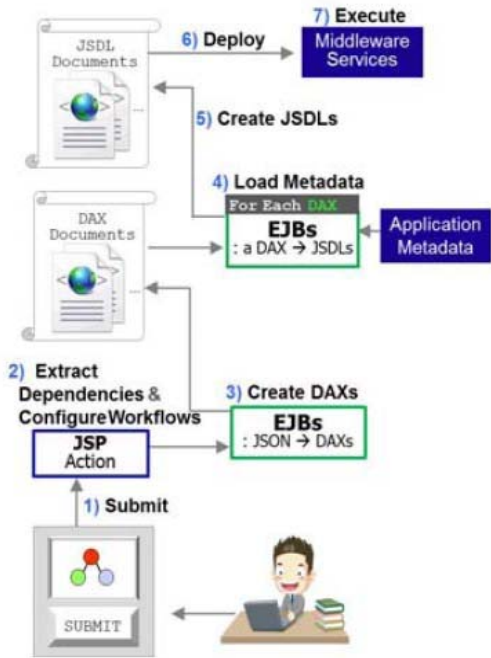 7) Execute
JSDL
Documents
6) Deploy
Middleware
Services
...
5) Create JSDLs
4) Load Metadata
For Each DAX
EJBs
: a DAX → JSDLs
Application
Metadata
DAX
Documents
...
2) Extract
Dependencies &
ConfigureWorkflows
3) Create DAXs
JSP
Action
EJBs
: JSON → DAXs
1) Submit
SUBMIT